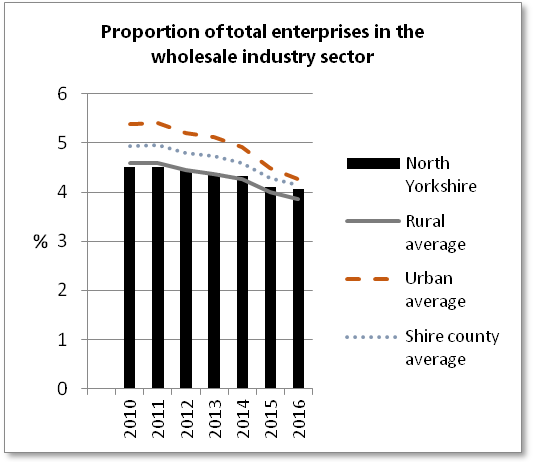 Proportion of total enterprises in the
wholesale industry sector
6
5
4
3
2
1
0
%
2010
2011
2012
2013
2014
2015
2016
North
Yorkshire
Rural
average
Urban
average
Shire county
average